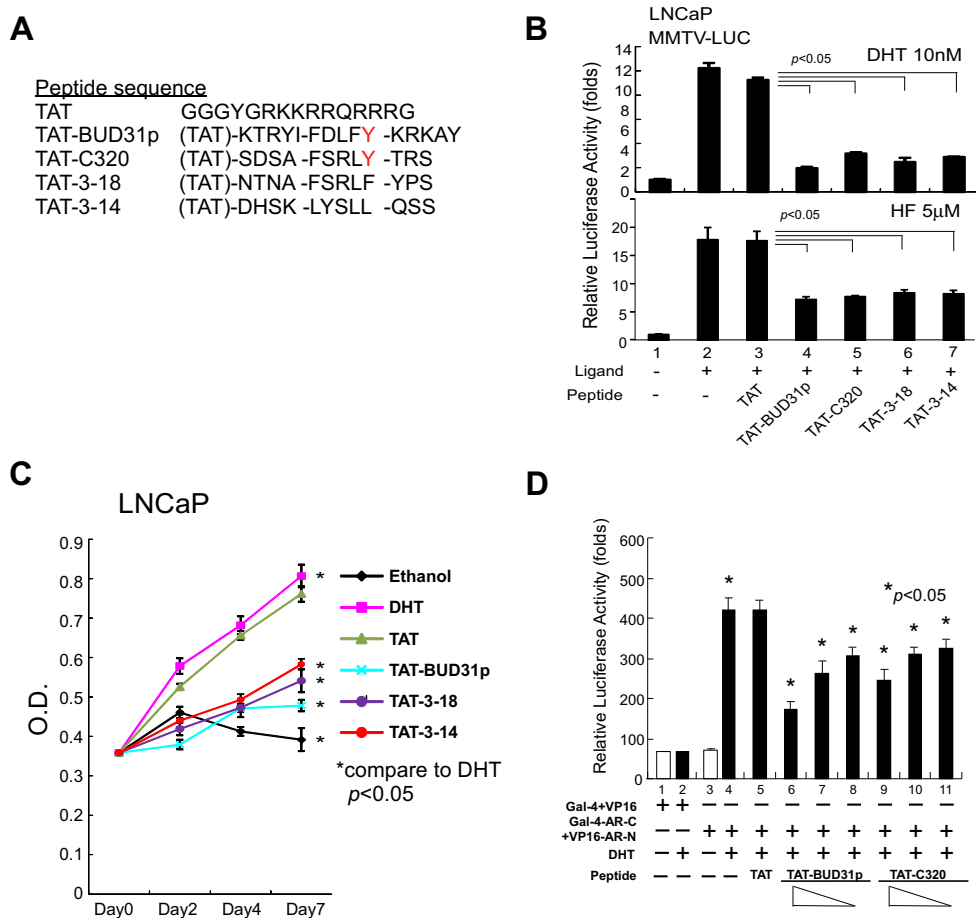 A
Peptide sequence
TAT GGGYGRKKRRQRRRG
TAT-BUD31p (TAT)-KTRYI-FDLFY -KRKAY
TAT-C320 (TAT)-SDSA -FSRLY -TRS
TAT-3-18 (TAT)-NTNA -FSRLF -YPS
TAT-3-14 (TAT)-DHSK -LYSLL -QSS
B
LNCaP
MMTV-LUC
Relative Luciferase Activity (folds)
14
12
10
8
6
4
2
0
p<0.05
DHT 10nM
20
15
10
5
0
p<0.05
HF 5μM
1 2 3 4 5 6 7
Ligand - + + + + + +
Peptide - - TAT TAT-BUD31p TAT-C320 TAT-3-18 TAT-3-14
C
LNCaP
O.D.
0.9
0.8
0.7
0.6
0.5
0.4
0.3
0.2
0.1
0
Day0 Day2 Day4 Day7
* Ethanol
DHT
TAT
* TAT-BUD31p
* TAT-3-18
* TAT-3-14
*
*compare to DHT
p<0.05
D
Relative Luciferase Activity (folds)
600
500
400
300
200
100
0
* * * * * * *
*p<0.05
1 2 3 4 5 6 7 8 9 10 11
Gal-4+VP16 + + − − − − − − − − −
Gal-4-AR-C
+VP16-AR-N − − + + + + + + + + +
DHT − + − + + + + + + + +
Peptide − − − − TAT TAT-BUD31p TAT-C320